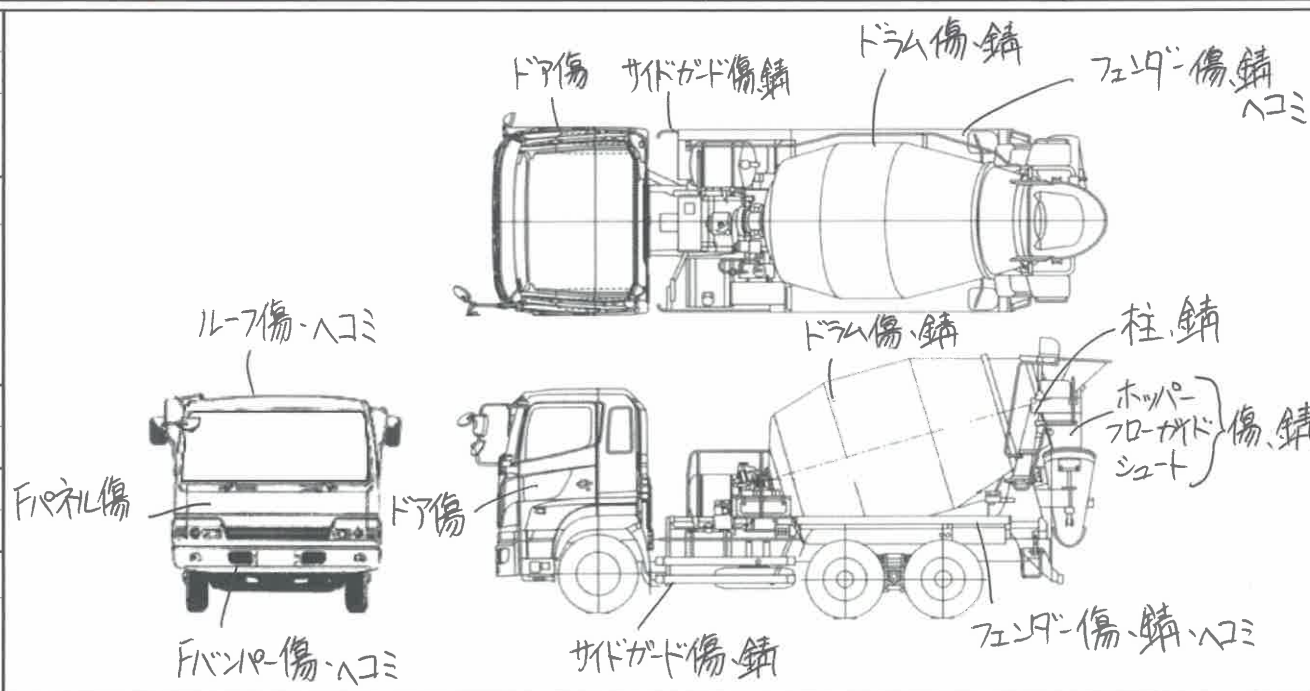 ドラム傷、錆
ドア傷
サイドガード傷、錆
フェンダー傷、錆
ヘコミ
ルーフ傷・ヘコミ
ドラム傷、錆
柱、錆
ホッパー
フローガイド
シュート
傷、錆
Fパネル傷
ドア傷
Fバンパー傷・ヘコミ
サイドガード傷、錆
フェンダー傷、錆、ヘコミ